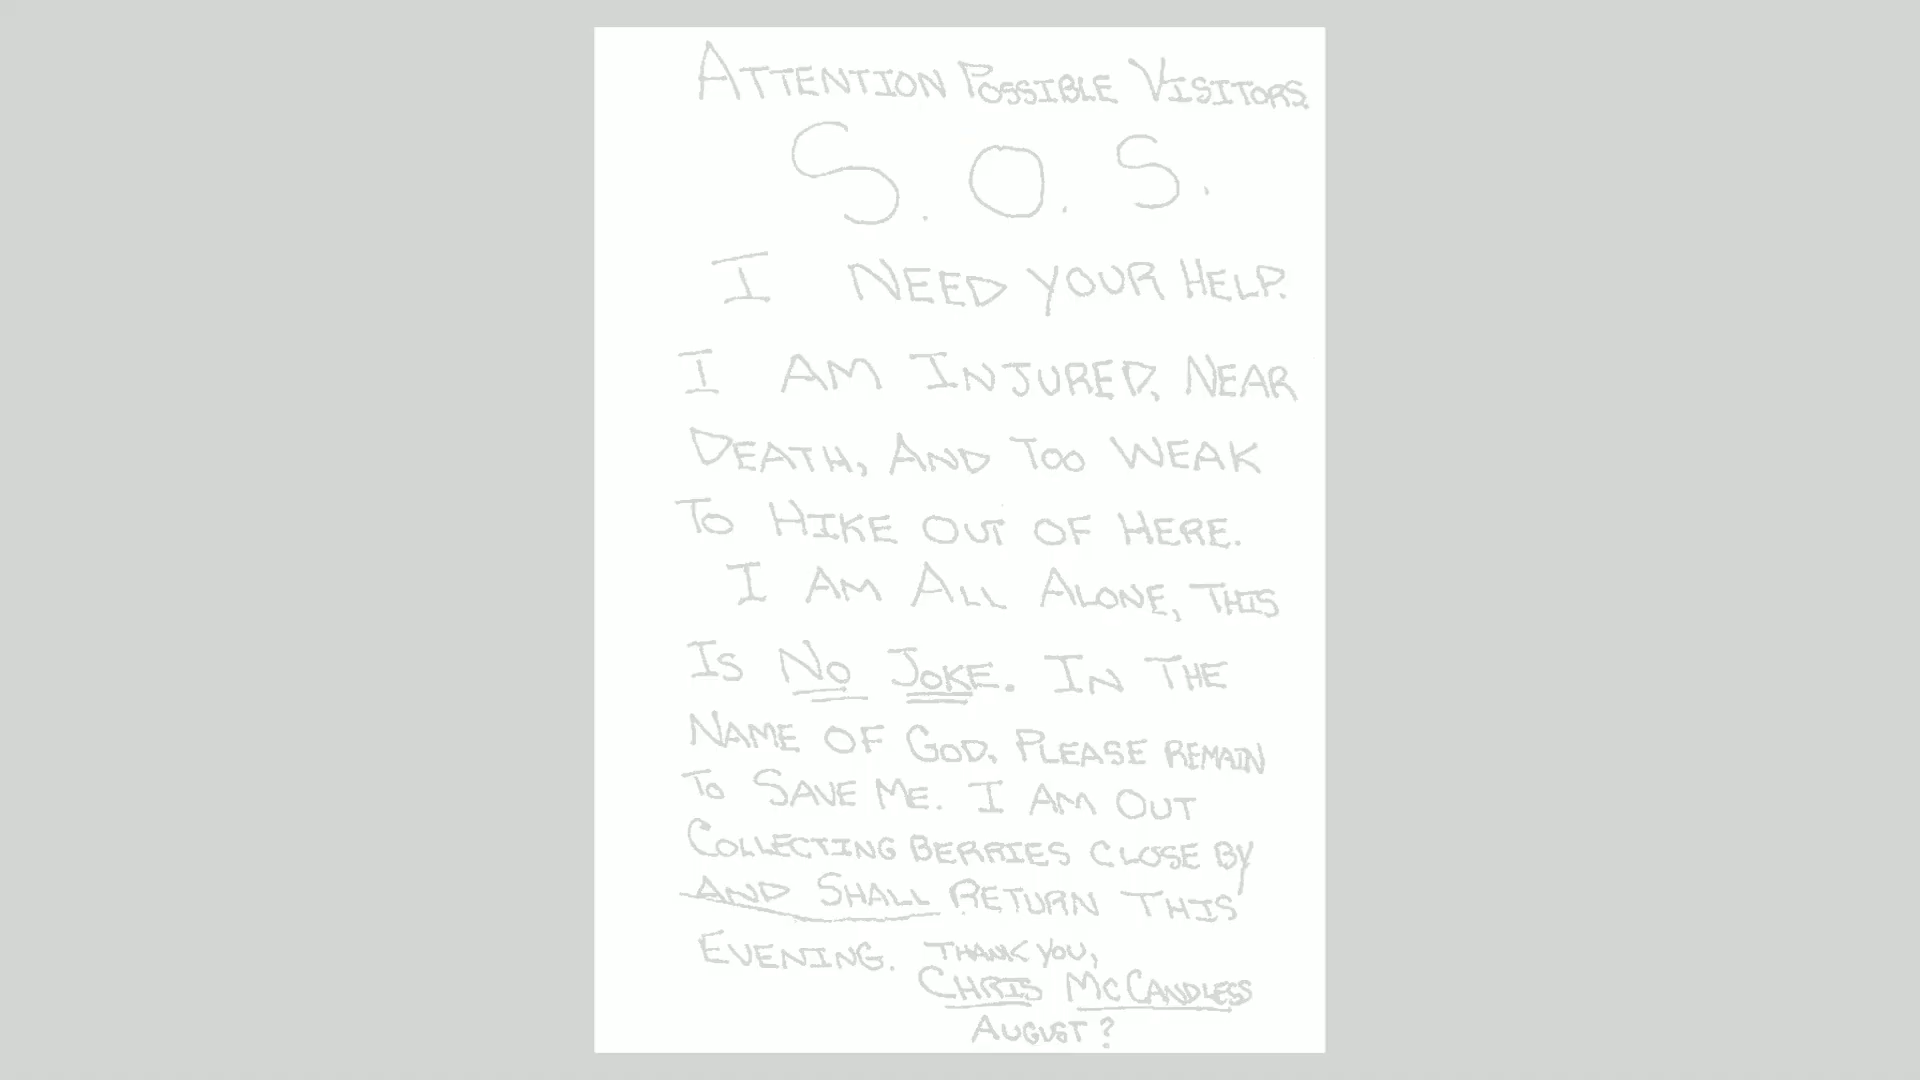 ATTENTION POSSIBLE VISITORS.
S.O.S.
I NEED YOUR HELP.
I AM INJURED, NEAR
DEATH, AND TOO WEAK
TO HIKE OUT OF HERE.
I AM ALL ALONE, THIS
IS NO JOKE. IN THE
NAME OF GOD, PLEASE REMAIN
TO SAVE ME. I AM OUT
COLLECTING BERRIES CLOSE BY
AND SHALL RETURN THIS
EVENING. THANK YOU,
CHRIS MCCANDLESS
AUGUST?